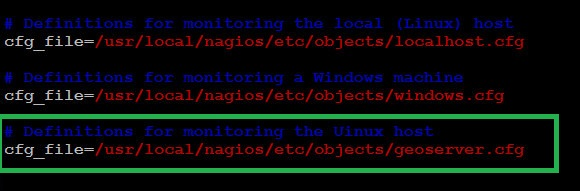 # Definitions for monitoring the local (Linux) host
cfg_file=/usr/local/nagios/etc/objects/localhost.cfg
# Definitions for monitoring a Windows machine
cfg_file=/usr/local/nagios/etc/objects/windows.cfg
# Definitions for monitoring the Uinux host
cfg_file=/usr/local/nagios/etc/objects/geoserver.cfg